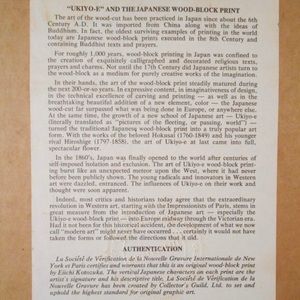 "UKIYO-E" AND THE JAPANESE WOOD-BLOCK PRINT
The art of the wood-cut has been practiced in Japan since about the 6th
Century A.D. It was imported from China along with the ideas of
Buddhism. In fact, the oldest surviving examples of printing in the world
today are Japanese wood-block prints executed in the 8th Century and
containing Buddhist texts and prayers.
For roughly 1,000 years, wood-block printing in Japan was confined to
the creation of exquisitely calligraphed and decorated religious texts,
prayers and charms. Not until the 17th Century did Japanese artists turn to
the wood-block as a medium for purely creative works of the imagination.
In their hands, the art of the wood-block print steadily matured during
the next 200-odd years. In expressive content, in imaginativeness of design,
in the technical excellence of carving and printing — as well as in the
breathtaking beautiful addition of a new element, color — the Japanese
wood-cut far surpassed what was being done in Europe, or anywhere else.
At the same time, the growth of a new school of Japanese art — Ukiyo-e
(literally translated as "pictures of the fleeting, or passing, world") —
turned the traditional Japanese wood-block print into a truly popular art
form. With the works of the beloved Hokusai (1760-1849) and his younger
rival Hiroshige (1797-1858), the art of Ukiyo-e at last came into full,
spectacular flower.
In the 1860's, Japan was finally opened to the world after centuries of
self-imposed isolation and exclusion. The art of Ukiyo-e wood-block print-
ing burst like an unexpected meteor upon the West, where it had never
before been publicly shown. The young radicals and innovators in Western
art were dazzled, entranced. The influences of Ukiyo-e on their work and
thought were soon apparent.
Indeed, most critics and historians today agree that the extraordinary
revolution in Western art, starting with the Impressionists of Paris, stems in
great measure from the introduction of Japanese art — especially the
Ukiyo-e wood-block print — into Europe midway through the Victorian era.
Had it not been for this historical accident, the development of what we now
call "modern art" might never have occurred . . . certainly it would not have
taken the forms or followed the directions that it did.
AUTHENTICATION
La Société de Vérification de la Nouvelle Gravure Internationale de New
York et Paris certifies and warrants that this is an original wood-block print
by Eiichi Kotozuka. The vertical Japanese characters on each print are the
artist's signature and his descriptive title. La Société de Vérification de la
Nouvelle Gravure has been created by Collector's Guild, Ltd. to set and
uphold the highest standard for original graphic art.